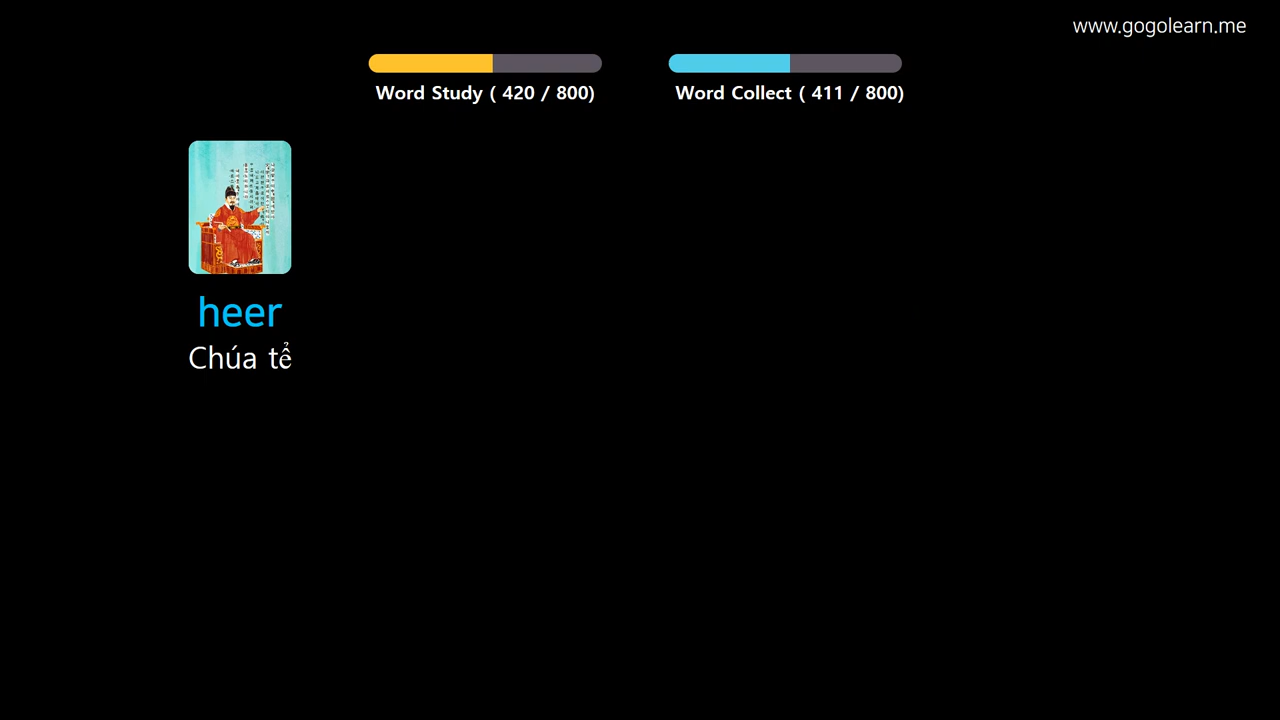 www.gogolearn.me
Word Study ( 420 / 800)
Word Collect ( 411 / 800)
heer
Chúa tể